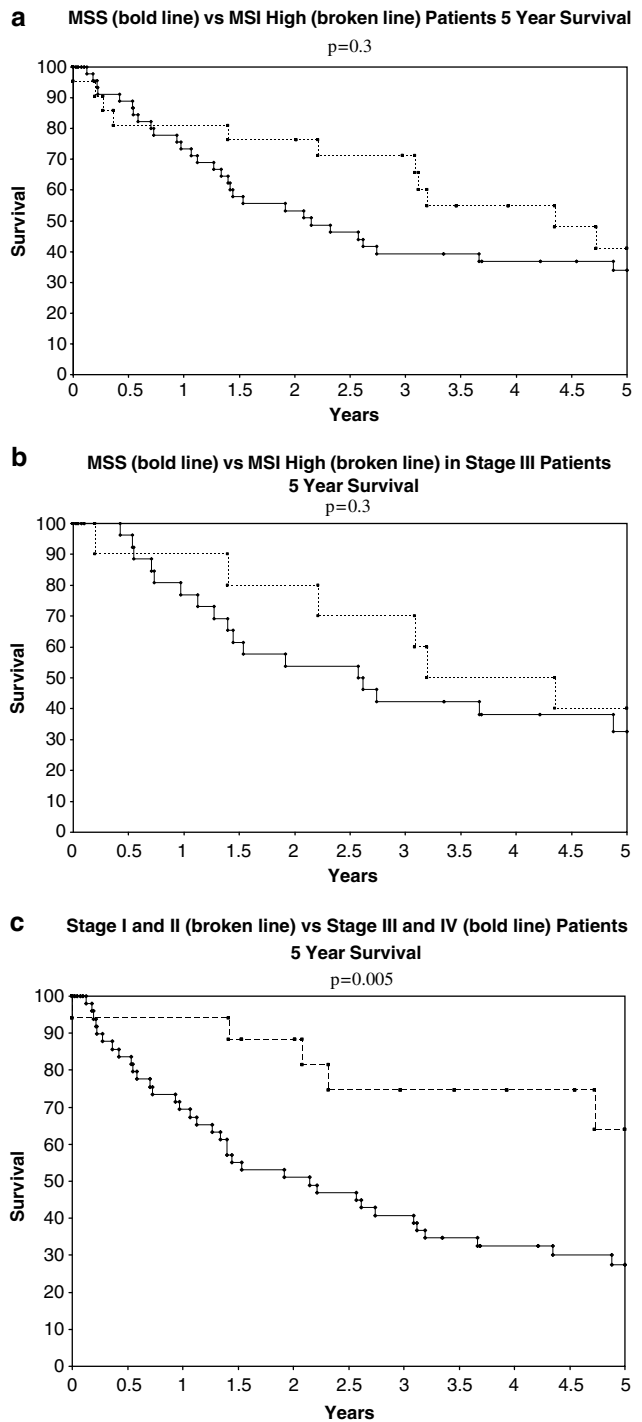 a
MSS (bold line) vs MSI High (broken line) Patients 5 Year Survival
p=0.3
100
90
80
70
60
50
40
30
20
10
0
Survival
0 0.5 1 1.5 2 2.5 3 3.5 4 4.5 5
Years
b
MSS (bold line) vs MSI High (broken line) in Stage III Patients
5 Year Survival
p=0.3
100
90
80
70
60
50
40
30
20
10
0
Survival
0 0.5 1 1.5 2 2.5 3 3.5 4 4.5 5
Years
c
Stage I and II (broken line) vs Stage III and IV (bold line) Patients
5 Year Survival
p=0.005
100
90
80
70
60
50
40
30
20
10
0
Survival
0 0.5 1 1.5 2 2.5 3 3.5 4 4.5 5
Years